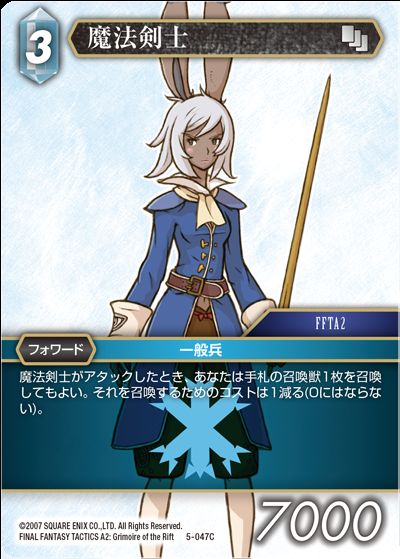 3
魔法剣士
FFTA2
フォワード
一般兵
魔法剣士がアタックしたとき、あなたは手札の召喚獣1枚を召喚
してもよい。それを召喚するためのコストは1減る(0にはならな
い)。
©2007 SQUARE ENIX CO.,LTD. All Rights Reserved.
FINAL FANTASY TACTICS A2: Grimoire of the Rift 5-047C
7000